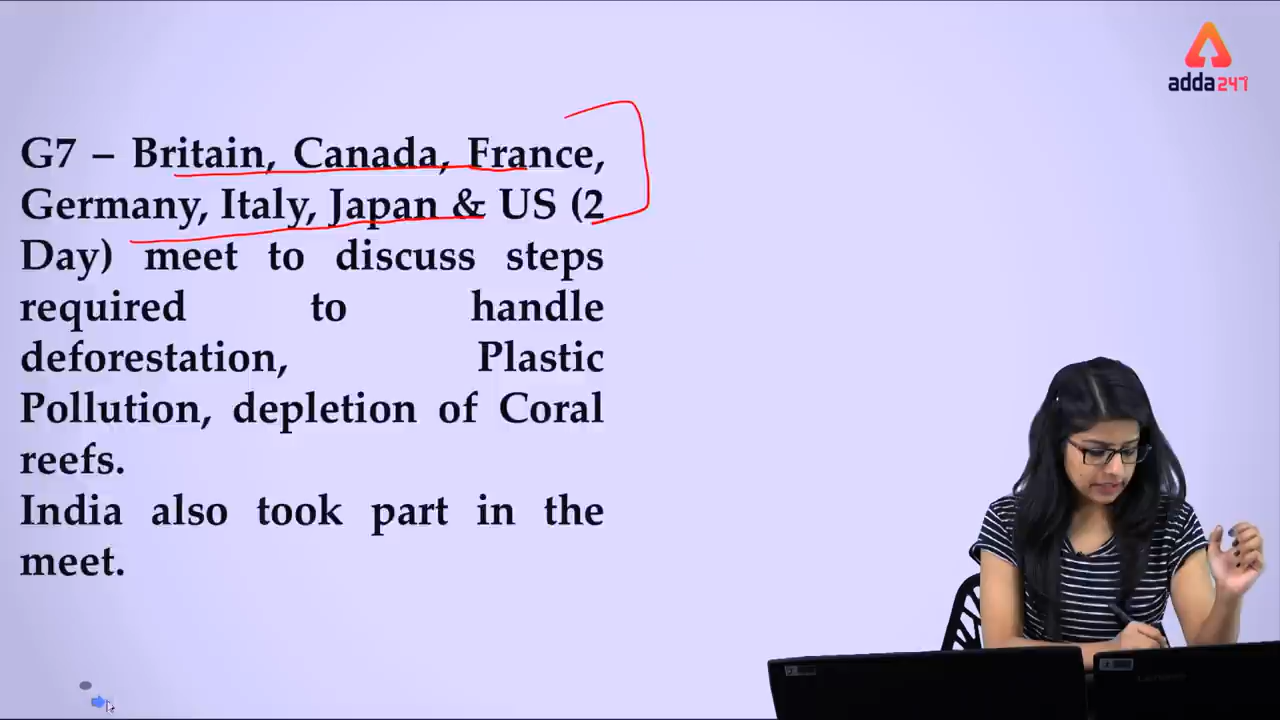 adda247
G7 – Britain, Canada, France,
Germany, Italy, Japan & US (2
Day) meet to discuss steps
required to handle
deforestation, Plastic
Pollution, depletion of Coral
reefs.
India also took part in the
meet.